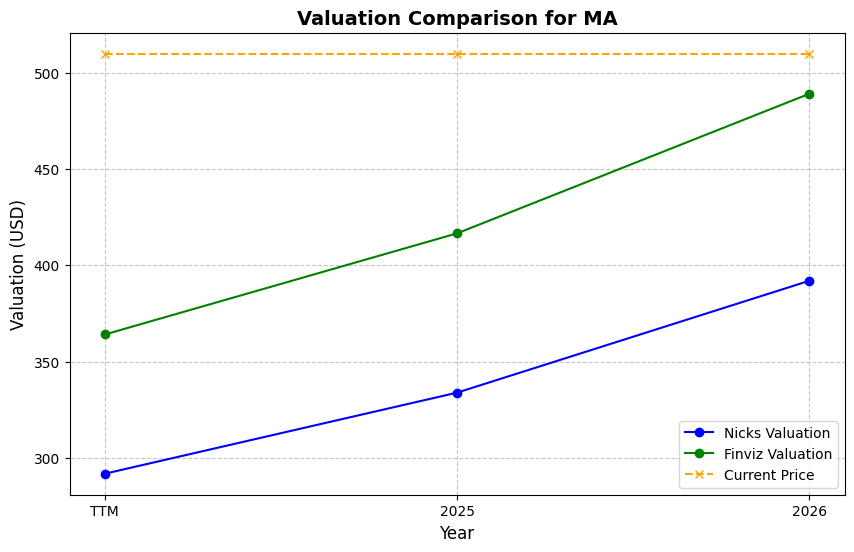 Valuation Comparison for MA
Valuation (USD)
500
450
400
350
300
Nicks Valuation
Finviz Valuation
Current Price
TTM 2025 2026
Year